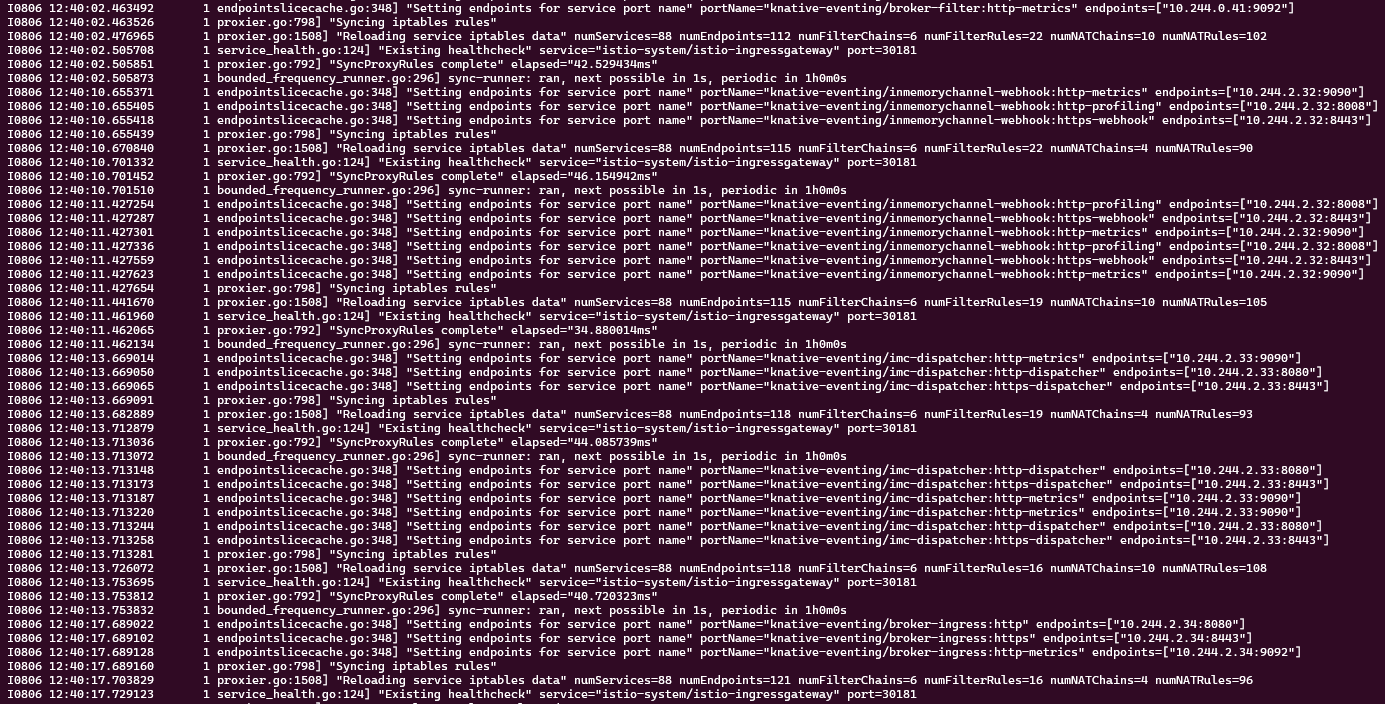 I0806 12:40:02.463492       1 endpointslicecache.go:348] "Setting endpoints for service port name" portName="knative-eventing/broker-filter:http-metrics" endpoints=["10.244.0.41:9092"]
I0806 12:40:02.463526       1 proxier.go:798] "Syncing iptables rules"
I0806 12:40:02.476965       1 proxier.go:1508] "Reloading service iptables data" numServices=88 numEndpoints=112 numFilterChains=6 numFilterRules=22 numNATChains=10 numNATRules=102
I0806 12:40:02.505708       1 service_health.go:124] "Existing healthcheck" service="istio-system/istio-ingressgateway" port=30181
I0806 12:40:02.505851       1 proxier.go:792] "SyncProxyRules complete" elapsed="42.529434ms"
I0806 12:40:02.505873       1 bounded_frequency_runner.go:296] sync-runner: ran, next possible in 1s, periodic in 1h0m0s
I0806 12:40:10.655371       1 endpointslicecache.go:348] "Setting endpoints for service port name" portName="knative-eventing/inmemorychannel-webhook:http-metrics" endpoints=["10.244.2.32:9090"]
I0806 12:40:10.655405       1 endpointslicecache.go:348] "Setting endpoints for service port name" portName="knative-eventing/inmemorychannel-webhook:http-profiling" endpoints=["10.244.2.32:8008"]
I0806 12:40:10.655418       1 endpointslicecache.go:348] "Setting endpoints for service port name" portName="knative-eventing/inmemorychannel-webhook:https-webhook" endpoints=["10.244.2.32:8443"]
I0806 12:40:10.655439       1 proxier.go:798] "Syncing iptables rules"
I0806 12:40:10.670840       1 proxier.go:1508] "Reloading service iptables data" numServices=88 numEndpoints=115 numFilterChains=6 numFilterRules=22 numNATChains=4 numNATRules=90
I0806 12:40:10.701332       1 service_health.go:124] "Existing healthcheck" service="istio-system/istio-ingressgateway" port=30181
I0806 12:40:10.701452       1 proxier.go:792] "SyncProxyRules complete" elapsed="46.154942ms"
I0806 12:40:10.701510       1 bounded_frequency_runner.go:296] sync-runner: ran, next possible in 1s, periodic in 1h0m0s
I0806 12:40:11.427254       1 endpointslicecache.go:348] "Setting endpoints for service port name" portName="knative-eventing/inmemorychannel-webhook:http-profiling" endpoints=["10.244.2.32:8008"]
I0806 12:40:11.427287       1 endpointslicecache.go:348] "Setting endpoints for service port name" portName="knative-eventing/inmemorychannel-webhook:https-webhook" endpoints=["10.244.2.32:8443"]
I0806 12:40:11.427301       1 endpointslicecache.go:348] "Setting endpoints for service port name" portName="knative-eventing/inmemorychannel-webhook:http-metrics" endpoints=["10.244.2.32:9090"]
I0806 12:40:11.427336       1 endpointslicecache.go:348] "Setting endpoints for service port name" portName="knative-eventing/inmemorychannel-webhook:http-profiling" endpoints=["10.244.2.32:8008"]
I0806 12:40:11.427559       1 endpointslicecache.go:348] "Setting endpoints for service port name" portName="knative-eventing/inmemorychannel-webhook:https-webhook" endpoints=["10.244.2.32:8443"]
I0806 12:40:11.427623       1 endpointslicecache.go:348] "Setting endpoints for service port name" portName="knative-eventing/inmemorychannel-webhook:http-metrics" endpoints=["10.244.2.32:9090"]
I0806 12:40:11.427654       1 proxier.go:798] "Syncing iptables rules"
I0806 12:40:11.441670       1 proxier.go:1508] "Reloading service iptables data" numServices=88 numEndpoints=115 numFilterChains=6 numFilterRules=19 numNATChains=10 numNATRules=105
I0806 12:40:11.461960       1 service_health.go:124] "Existing healthcheck" service="istio-system/istio-ingressgateway" port=30181
I0806 12:40:11.462065       1 proxier.go:792] "SyncProxyRules complete" elapsed="34.880014ms"
I0806 12:40:11.462134       1 bounded_frequency_runner.go:296] sync-runner: ran, next possible in 1s, periodic in 1h0m0s
I0806 12:40:13.669014       1 endpointslicecache.go:348] "Setting endpoints for service port name" portName="knative-eventing/imc-dispatcher:http-metrics" endpoints=["10.244.2.33:9090"]
I0806 12:40:13.669050       1 endpointslicecache.go:348] "Setting endpoints for service port name" portName="knative-eventing/imc-dispatcher:http-dispatcher" endpoints=["10.244.2.33:8080"]
I0806 12:40:13.669065       1 endpointslicecache.go:348] "Setting endpoints for service port name" portName="knative-eventing/imc-dispatcher:https-dispatcher" endpoints=["10.244.2.33:8443"]
I0806 12:40:13.669091       1 proxier.go:798] "Syncing iptables rules"
I0806 12:40:13.682889       1 proxier.go:1508] "Reloading service iptables data" numServices=88 numEndpoints=118 numFilterChains=6 numFilterRules=19 numNATChains=4 numNATRules=93
I0806 12:40:13.712879       1 service_health.go:124] "Existing healthcheck" service="istio-system/istio-ingressgateway" port=30181
I0806 12:40:13.713036       1 proxier.go:792] "SyncProxyRules complete" elapsed="44.085739ms"
I0806 12:40:13.713072       1 bounded_frequency_runner.go:296] sync-runner: ran, next possible in 1s, periodic in 1h0m0s
I0806 12:40:13.713148       1 endpointslicecache.go:348] "Setting endpoints for service port name" portName="knative-eventing/imc-dispatcher:http-dispatcher" endpoints=["10.244.2.33:8080"]
I0806 12:40:13.713173       1 endpointslicecache.go:348] "Setting endpoints for service port name" portName="knative-eventing/imc-dispatcher:https-dispatcher" endpoints=["10.244.2.33:8443"]
I0806 12:40:13.713187       1 endpointslicecache.go:348] "Setting endpoints for service port name" portName="knative-eventing/imc-dispatcher:http-metrics" endpoints=["10.244.2.33:9090"]
I0806 12:40:13.713220       1 endpointslicecache.go:348] "Setting endpoints for service port name" portName="knative-eventing/imc-dispatcher:http-metrics" endpoints=["10.244.2.33:9090"]
I0806 12:40:13.713244       1 endpointslicecache.go:348] "Setting endpoints for service port name" portName="knative-eventing/imc-dispatcher:http-dispatcher" endpoints=["10.244.2.33:8080"]
I0806 12:40:13.713258       1 endpointslicecache.go:348] "Setting endpoints for service port name" portName="knative-eventing/imc-dispatcher:https-dispatcher" endpoints=["10.244.2.33:8443"]
I0806 12:40:13.713281       1 proxier.go:798] "Syncing iptables rules"
I0806 12:40:13.726072       1 proxier.go:1508] "Reloading service iptables data" numServices=88 numEndpoints=118 numFilterChains=6 numFilterRules=16 numNATChains=10 numNATRules=108
I0806 12:40:13.753695       1 service_health.go:124] "Existing healthcheck" service="istio-system/istio-ingressgateway" port=30181
I0806 12:40:13.753812       1 proxier.go:792] "SyncProxyRules complete" elapsed="40.720323ms"
I0806 12:40:13.753832       1 bounded_frequency_runner.go:296] sync-runner: ran, next possible in 1s, periodic in 1h0m0s
I0806 12:40:17.689022       1 endpointslicecache.go:348] "Setting endpoints for service port name" portName="knative-eventing/broker-ingress:http" endpoints=["10.244.2.34:8080"]
I0806 12:40:17.689102       1 endpointslicecache.go:348] "Setting endpoints for service port name" portName="knative-eventing/broker-ingress:https" endpoints=["10.244.2.34:8443"]
I0806 12:40:17.689128       1 endpointslicecache.go:348] "Setting endpoints for service port name" portName="knative-eventing/broker-ingress:http-metrics" endpoints=["10.244.2.34:9092"]
I0806 12:40:17.689160       1 proxier.go:798] "Syncing iptables rules"
I0806 12:40:17.703829       1 proxier.go:1508] "Reloading service iptables data" numServices=88 numEndpoints=121 numFilterChains=6 numFilterRules=16 numNATChains=4 numNATRules=96
I0806 12:40:17.729123       1 service_health.go:124] "Existing healthcheck" service="istio-system/istio-ingressgateway" port=30181